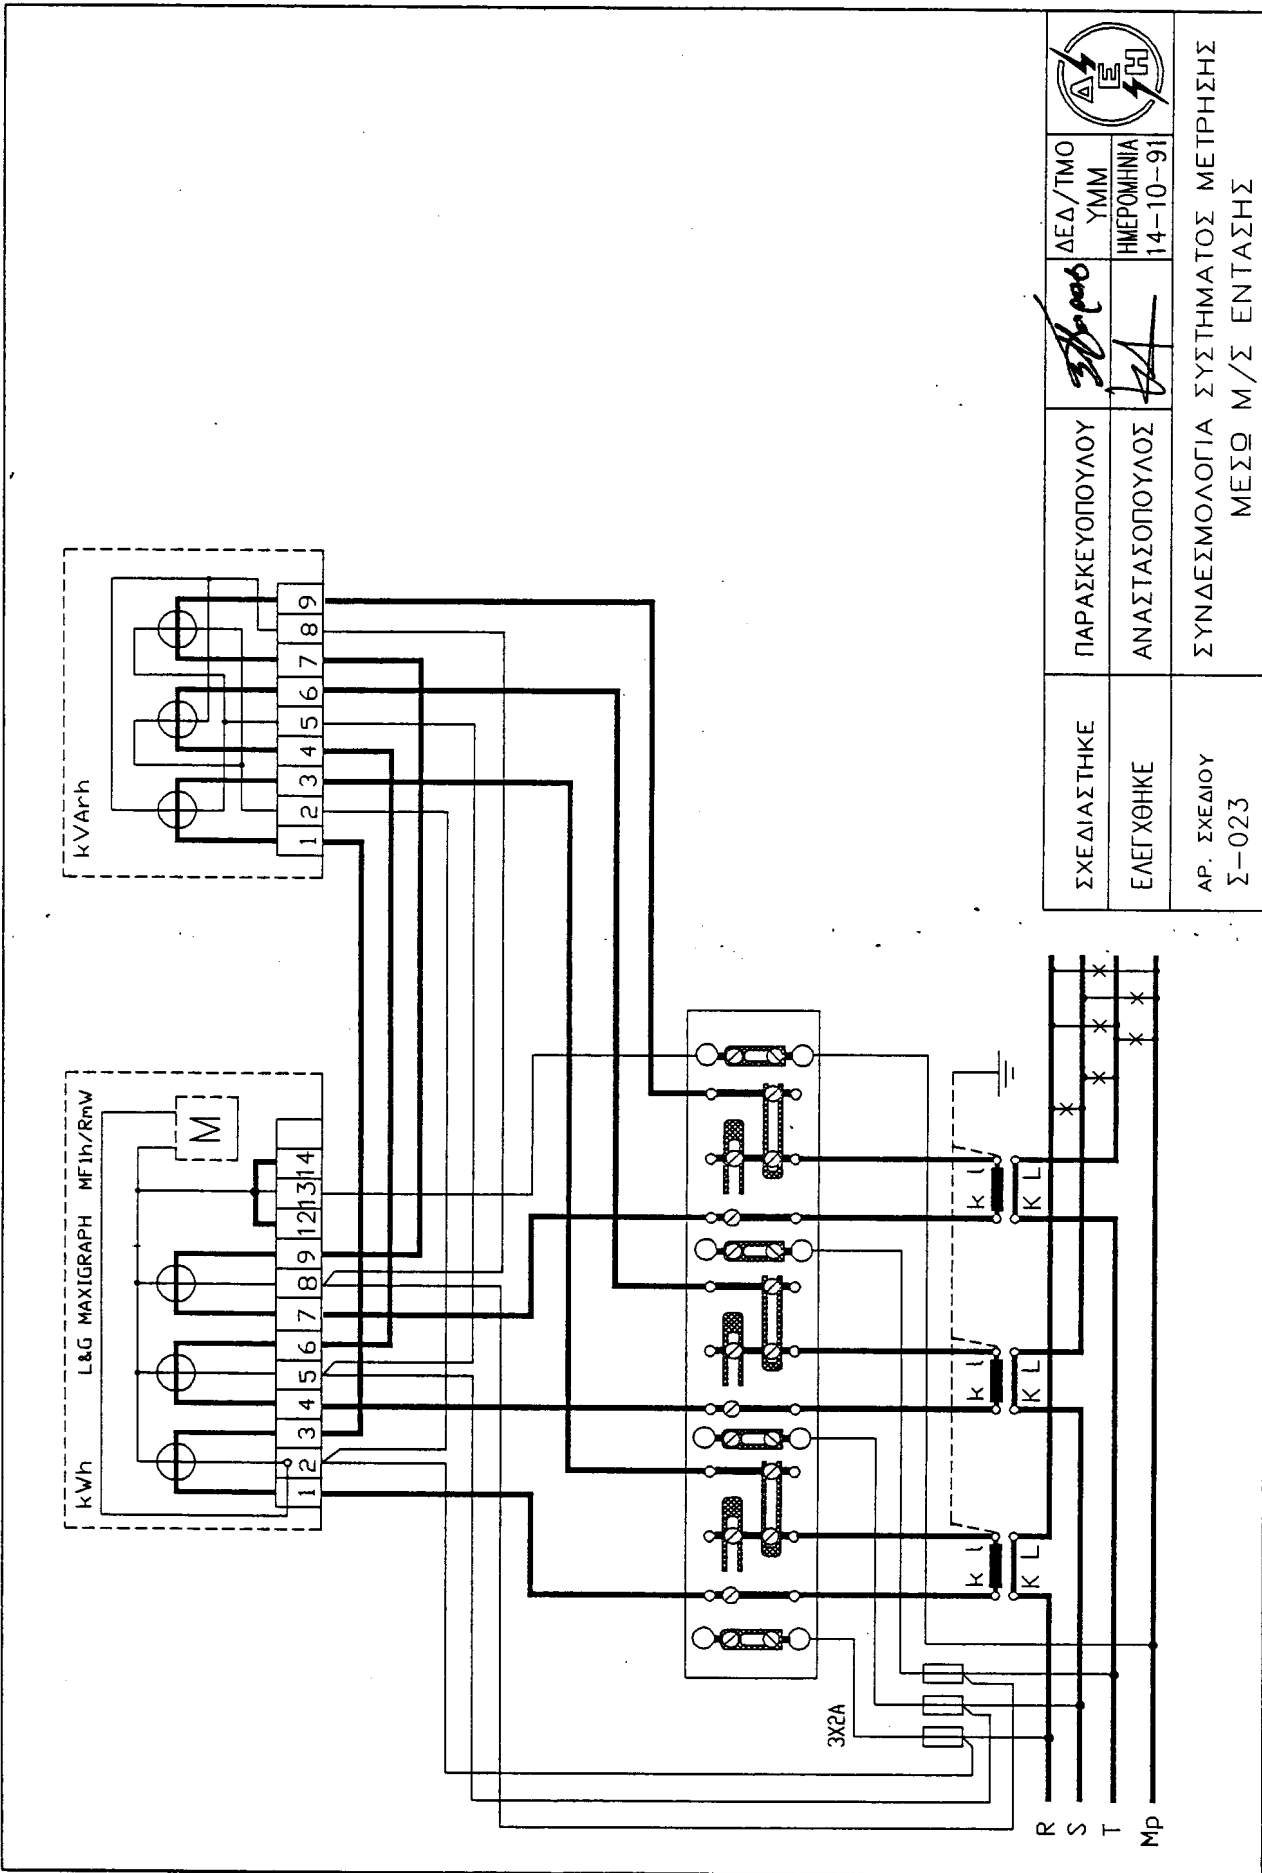 kWh L&G MAXIGRAPH MF1h/RmW
M
1 2 3 4 5 6 7 8 9 12 13 14
kVArh
1 2 3 4 5 6 7 8 9
3X2A
k l k l k l
K L K L K L
R
S
T
Mp
ΣΧΕΔΙΑΣΤΗΚΕ ΠΑΡΑΣΚΕΥΟΠΟΥΛΟΥ ΔΕΔ/ΤΜΟ
ΥΜΜ
ΕΛΕΓΧΘΗΚΕ ΑΝΑΣΤΑΣΟΠΟΥΛΟΣ ΗΜΕΡΟΜΗΝΙΑ
14-10-91
ΔΕΗ
ΑΡ. ΣΧΕΔΙΟΥ
Σ-023
ΣΥΝΔΕΣΜΟΛΟΓΙΑ ΣΥΣΤΗΜΑΤΟΣ ΜΕΤΡΗΣΗΣ
ΜΕΣΩ Μ/Σ ΕΝΤΑΣΗΣ